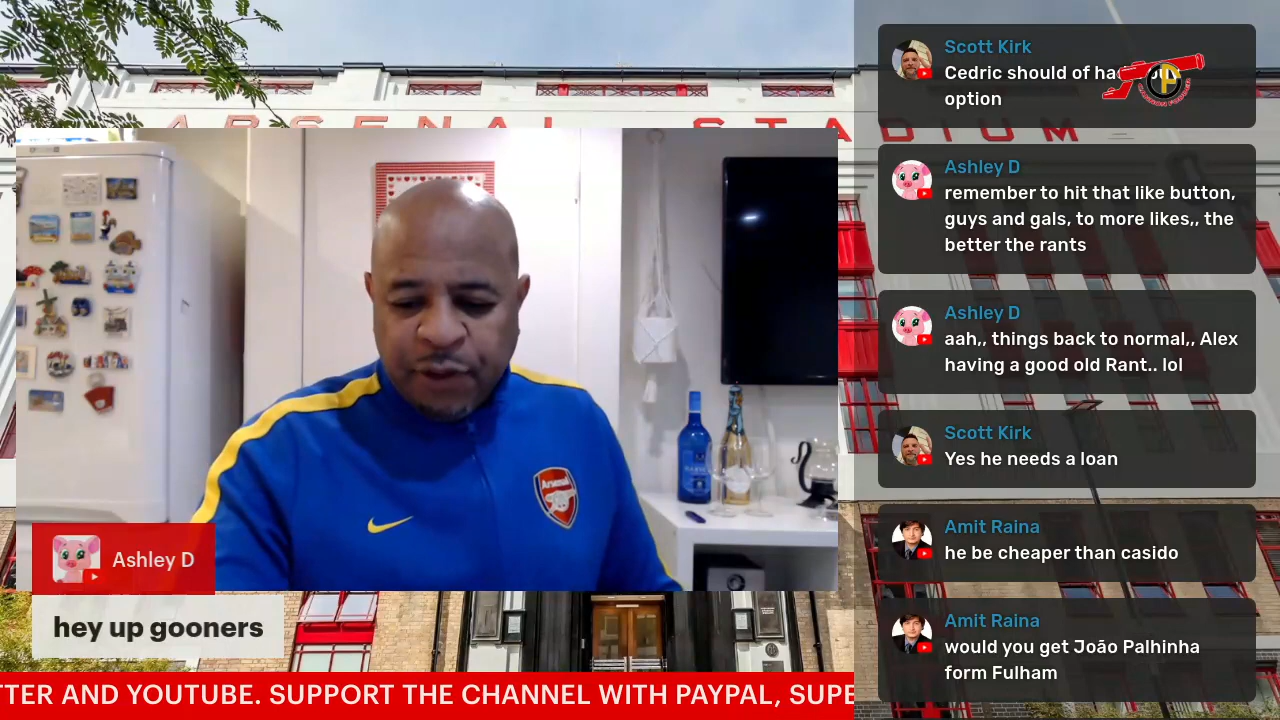 ARSENAL STADIUM
Scott Kirk
Cedric should of
option
Ashley D
remember to hit that like button,
guys and gals, to more likes,, the
better the rants
Ashley D
aah,, things back to normal,, Alex
having a good old Rant.. lol
Scott Kirk
Yes he needs a loan
Amit Raina
he be cheaper than casido
Amit Raina
would you get João Palhinha
form Fulham
Arsenal
Ashley D
hey up gooners
TTER AND YOUTUBE. SUPPORT THE CHANNEL WITH PAYPAL, SUPE